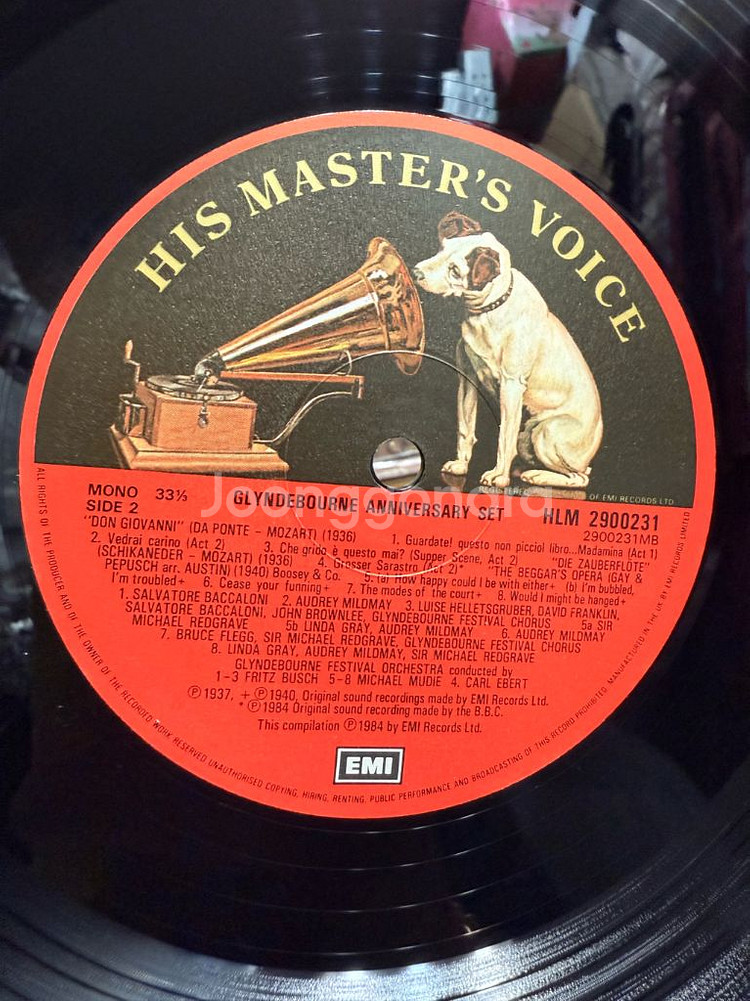 HIS MASTER'S VOICE
REGISTERED
OF EMI RECORDS LTD
Joonggonara
MONO 33⅓ GLYNDEBOURNE ANNIVERSARY SET HLM 2900231
SIDE 2 2900231MB
"DON GIOVANNI" (DA PONTE – MOZART) (1936) 1. Guardate! questo non picciol libro...Madamina (Act 1)
2. Vedrai carino (Act 2) 3. Che grido è questo mai? (Supper Scene, Act 2) "DIE ZAUBERFLÖTE"
(SCHIKANEDER – MOZART) (1936) 4. Grosser Sarastro (Act 2)* "THE BEGGAR'S OPERA (GAY &
PEPUSCH arr. AUSTIN) (1940) Boosey & Co. 5. How happy could I be with either+ (b) I'm bubbled,
I'm troubled+ 6. Cease your funning+ 7. The modes of the court+ 8. Would I might be hanged+
1. SALVATORE BACCALONI 2. AUDREY MILDMAY 3. LUISE HELLETSGRUBER, DAVID FRANKLIN,
SALVATORE BACCALONI, JOHN BROWNLEE, GLYNDEBOURNE FESTIVAL CHORUS 5a SIR
MICHAEL REDGRAVE 5b LINDA GRAY, AUDREY MILDMAY 6. AUDREY MILDMAY
7. BRUCE FLEGG, SIR MICHAEL REDGRAVE, GLYNDEBOURNE FESTIVAL CHORUS
8. LINDA GRAY, AUDREY MILDMAY, SIR MICHAEL REDGRAVE
GLYNDEBOURNE FESTIVAL ORCHESTRA conducted by
1–3 FRITZ BUSCH 5–8 MICHAEL MUDIE 4. CARL EBERT
Ⓟ1937, +Ⓟ1940, Original sound recordings made by EMI Records Ltd.
*Ⓟ1984 Original sound recording made by the B.B.C.
This compilation Ⓟ1984 by EMI Records Ltd.
EMI
ALL RIGHTS OF THE PRODUCER AND OF THE OWNER OF THE RECORDED WORK RESERVED. UNAUTHORISED COPYING, HIRING, RENTING, PUBLIC PERFORMANCE AND BROADCASTING OF THIS RECORD PROHIBITED. MANUFACTURED IN THE UK BY EMI RECORDS LIMITED